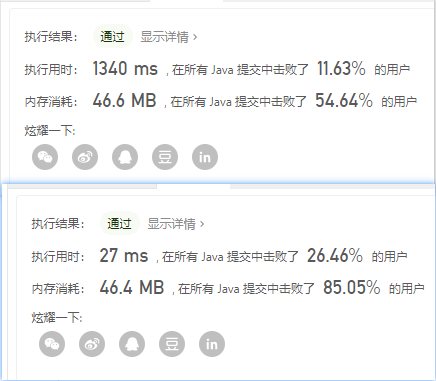 执行结果： 通过 显示详情 >
执行用时： 1340 ms , 在所有 Java 提交中击败了 11.63% 的用户
内存消耗： 46.6 MB , 在所有 Java 提交中击败了 54.64% 的用户
炫耀一下:
豆 in
执行结果： 通过 显示详情 >
执行用时： 27 ms , 在所有 Java 提交中击败了 26.46% 的用户
内存消耗： 46.4 MB , 在所有 Java 提交中击败了 85.05% 的用户
炫耀一下:
豆 in